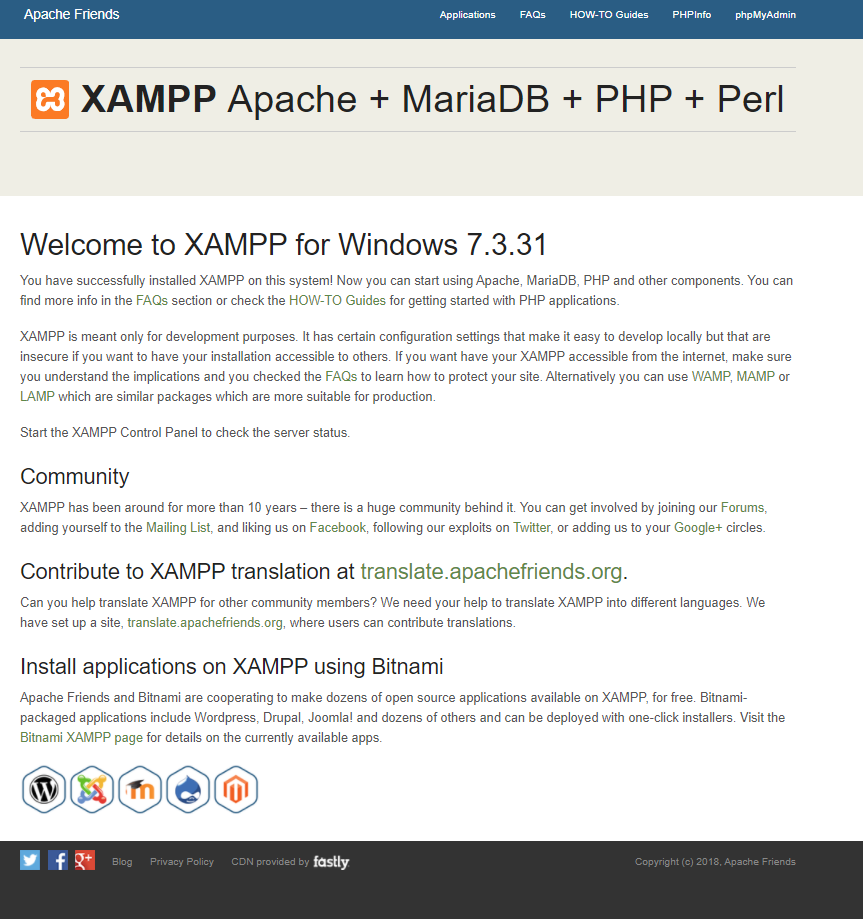 Apache Friends
Applications FAQs HOW-TO Guides PHPInfo phpMyAdmin
XAMPP Apache + MariaDB + PHP + Perl
Welcome to XAMPP for Windows 7.3.31
You have successfully installed XAMPP on this system! Now you can start using Apache, MariaDB, PHP and other components. You can
find more info in the FAQs section or check the HOW-TO Guides for getting started with PHP applications.
XAMPP is meant only for development purposes. It has certain configuration settings that make it easy to develop locally but that are
insecure if you want to have your installation accessible to others. If you want have your XAMPP accessible from the internet, make sure
you understand the implications and you checked the FAQs to learn how to protect your site. Alternatively you can use WAMP, MAMP or
LAMP which are similar packages which are more suitable for production.
Start the XAMPP Control Panel to check the server status.
Community
XAMPP has been around for more than 10 years – there is a huge community behind it. You can get involved by joining our Forums,
adding yourself to the Mailing List, and liking us on Facebook, following our exploits on Twitter, or adding us to your Google+ circles.
Contribute to XAMPP translation at translate.apachefriends.org.
Can you help translate XAMPP for other community members? We need your help to translate XAMPP into different languages. We
have set up a site, translate.apachefriends.org, where users can contribute translations.
Install applications on XAMPP using Bitnami
Apache Friends and Bitnami are cooperating to make dozens of open source applications available on XAMPP, for free. Bitnami-
packaged applications include Wordpress, Drupal, Joomla! and dozens of others and can be deployed with one-click installers. Visit the
Bitnami XAMPP page for details on the currently available apps.
Blog Privacy Policy CDN provided by fastly
Copyright (c) 2018, Apache Friends